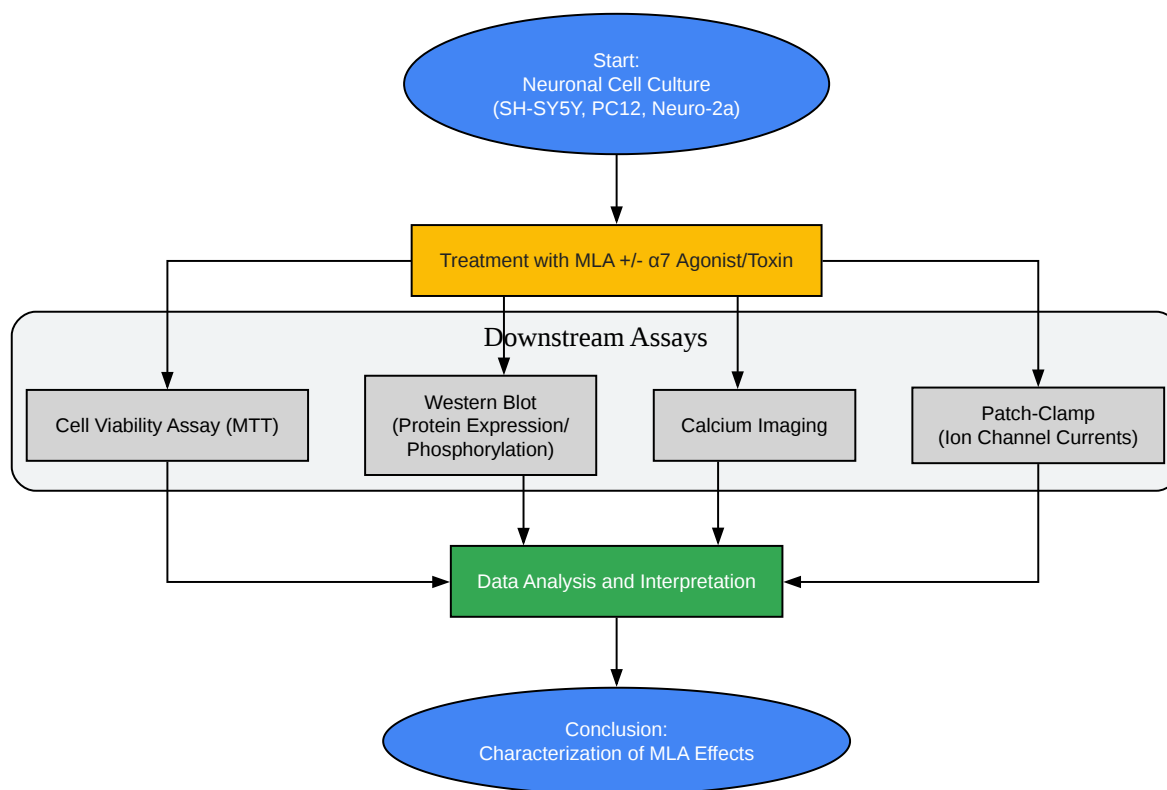 Start:
Neuronal Cell Culture
(SH-SY5Y, PC12, Neuro-2a)
Treatment with MLA +/- α7 Agonist/Toxin
Downstream Assays
Cell Viability Assay (MTT)
Western Blot
(Protein Expression/
Phosphorylation)
Calcium Imaging
Patch-Clamp
(Ion Channel Currents)
Data Analysis and Interpretation
Conclusion:
Characterization of MLA Effects